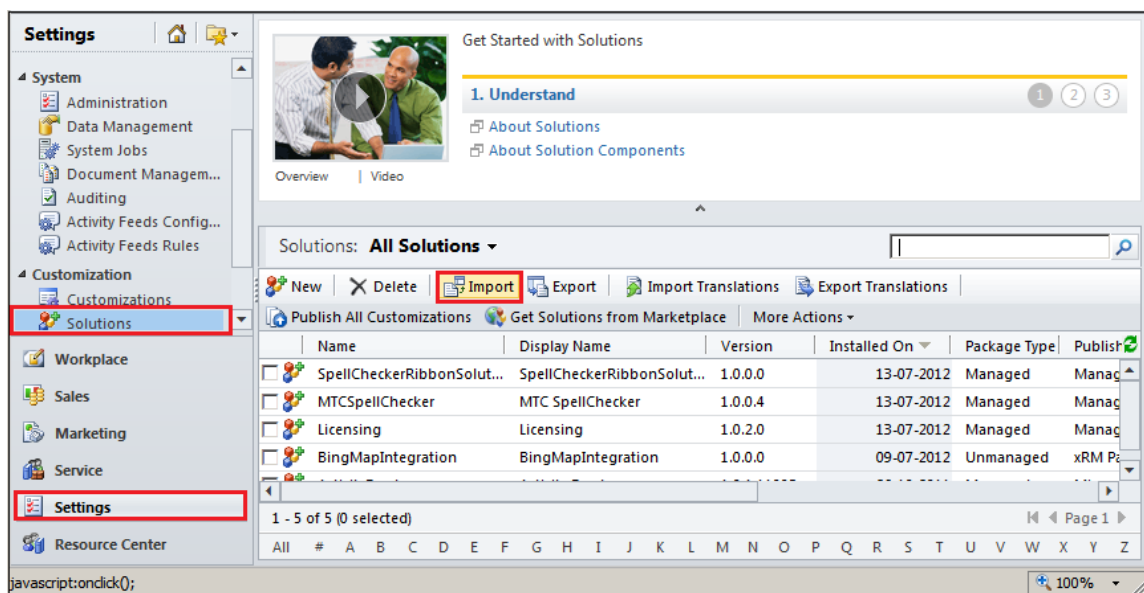 Settings
System
Administration
Data Management
System Jobs
Document Managem...
Auditing
Activity Feeds Config...
Activity Feeds Rules
Customization
Customizations
Solutions
Workplace
Sales
Marketing
Service
Settings
Resource Center
Get Started with Solutions
1. Understand 1 2 3
About Solutions
About Solution Components
Overview | Video
Solutions: All Solutions
New Delete Import Export Import Translations Export Translations
Publish All Customizations Get Solutions from Marketplace More Actions
Name Display Name Version Installed On Package Type Publish
SpellCheckerRibbonSolut... SpellCheckerRibbonSolut... 1.0.0.0 13-07-2012 Managed Manag
MTCSpellChecker MTC SpellChecker 1.0.0.4 13-07-2012 Managed Manag
Licensing Licensing 1.0.2.0 13-07-2012 Managed Manag
BingMapIntegration BingMapIntegration 1.0.0.0 09-07-2012 Unmanaged xRM Pa
1 - 5 of 5 (0 selected) Page 1
All # A B C D E F G H I J K L M N O P Q R S T U V W X Y Z
javascript:onclick(); 100%